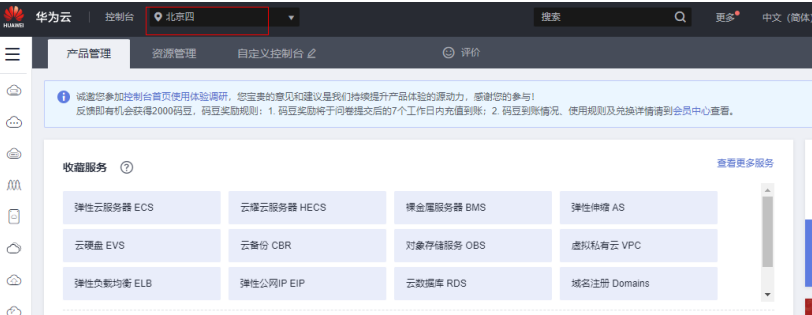 HUAWEI 华为云 控制台 北京四 搜索 更多 中文 (简体)
产品管理 资源管理 自定义控制台 评价
诚邀您参加控制台首页使用体验调研，您宝贵的意见和建议是我们持续提升产品体验的源动力，感谢您的参与！
反馈即有机会获得2000码豆，码豆奖励规则：1. 码豆奖励将于问卷提交后的7个工作日内充值到账；2. 码豆到账情况、使用规则及兑换详情请到会员中心查看。
收藏服务 ? 查看更多服务
弹性云服务器 ECS 云耀云服务器 HECS 裸金属服务器 BMS 弹性伸缩 AS
云硬盘 EVS 云备份 CBR 对象存储服务 OBS 虚拟私有云 VPC
弹性负载均衡 ELB 弹性公网IP EIP 云数据库 RDS 域名注册 Domains